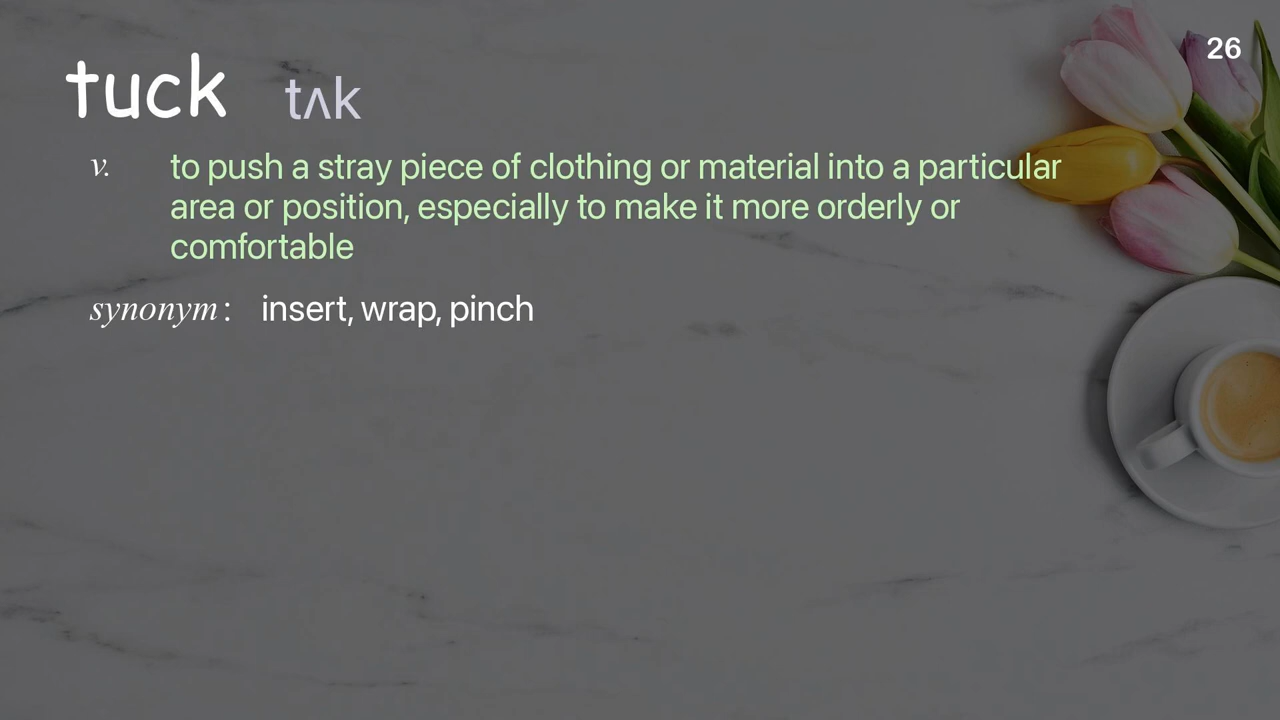 26
tuck tʌk
v. to push a stray piece of clothing or material into a particular
area or position, especially to make it more orderly or
comfortable
synonym: insert, wrap, pinch